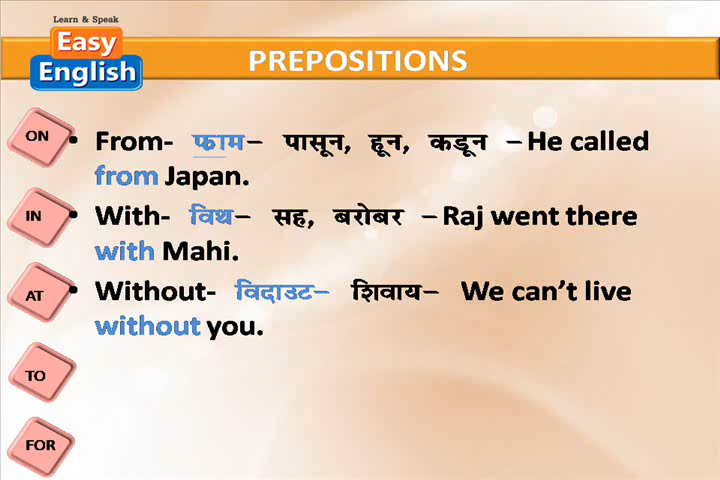 Learn & Speak
Easy
English
PREPOSITIONS
ON
• From- फाम– पासून, हून, कडून – He called
from Japan.
IN
• With- विथ– सह, बरोबर – Raj went there
with Mahi.
AT
• Without- विदाउट– शिवाय– We can't live
without you.
TO
FOR